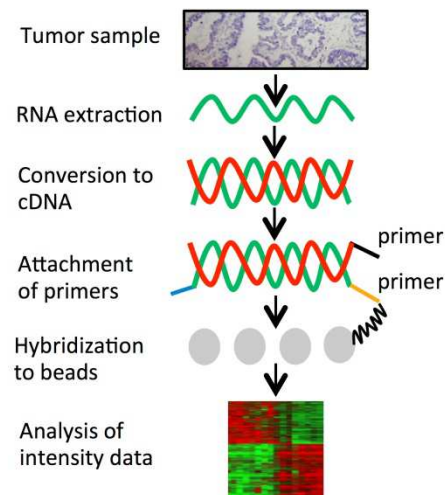 Tumor sample
RNA extraction
Conversion to
cDNA
primer
Attachment
of primers
primer
Hybridization
to beads
Analysis of
intensity data